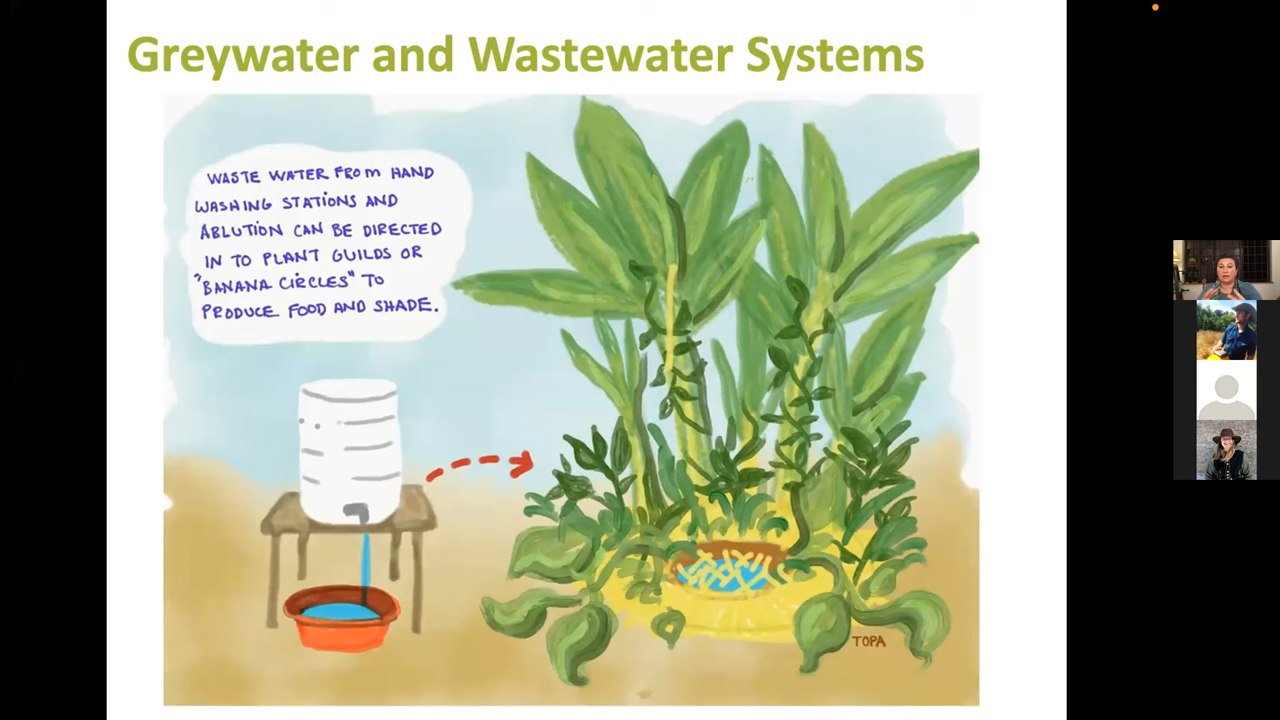 Greywater and Wastewater Systems
WASTE WATER FROM HAND
WASHING STATIONS AND
ABLUTION CAN BE DIRECTED
IN TO PLANT GUILDS OR
"BANANA CIRCLES" TO
PRODUCE FOOD AND SHADE.
TOPA